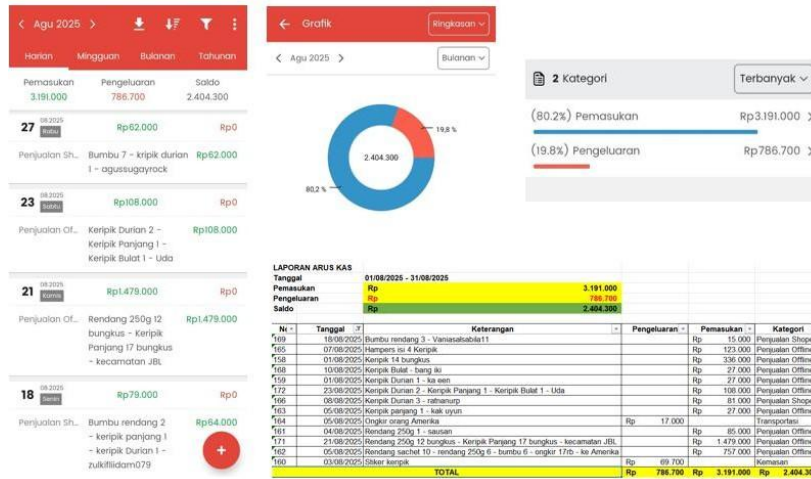 Agu 2025
Harian Mingguan Bulanan Tahunan
Pemasukan Pengeluaran Saldo
3.191.000 786.700 2.404.300
27 08.2025 Rabu Rp62.000 Rp0
Penjualan Sh... Bumbu 7 - kripik durian Rp62.000
1 - agussugayrock
23 08.2025 Sabtu Rp108.000 Rp0
Penjualan Of... Keripik Durian 2 - Rp108.000
Keripik Panjang 1 -
Keripik Bulat 1 - Uda
21 08.2025 Kamis Rp1.479.000 Rp0
Penjualan Of... Rendang 250g 12 Rp1.479.000
bungkus - Keripik
Panjang 17 bungkus
- kecamatan JBL
18 08.2025 Senin Rp79.000 Rp0
Penjualan Sh... Bumbu rendang 2 Rp64.000
- keripik panjang 1
- keripik Durian 1 -
zulkifliidam079
Grafik Ringkasan
Agu 2025 Bulanan
19,8 %
2.404.300
80,2 %
2 Kategori Terbanyak
(80.2%) Pemasukan Rp3.191.000
(19.8%) Pengeluaran Rp786.700
LAPORAN ARUS KAS
Tanggal 01/08/2025 - 31/08/2025
Pemasukan Rp 3.191.000
Pengeluaran Rp 786.700
Saldo Rp 2.404.300
Tanggal Keterangan Pengeluaran Pemasukan Kategori
169 18/08/2025 Bumbu rendang 3 - Vaniasalsabila11 Rp 15.000 Penjualan Shope
165 07/08/2025 Hampers isi 4 Keripik Rp 123.000 Penjualan Offline
158 01/08/2025 Keripik 14 bungkus Rp 336.000 Penjualan Offline
168 10/08/2025 Keripik Bulat - bang iki Rp 27.000 Penjualan Offline
159 01/08/2025 Keripik Durian 1 - ka een Rp 27.000 Penjualan Offline
172 23/08/2025 Keripik Durian 2 - Keripik Panjang 1 - Keripik Bulat 1 - Uda Rp 108.000 Penjualan Offline
166 08/08/2025 Keripik Durian 3 - ratnanurp Rp 81.000 Penjualan Shope
163 05/08/2025 Keripik panjang 1 - kak uyun Rp 27.000 Penjualan Offline
164 05/08/2025 Ongkir orang Amerika Rp 17.000 Transportasi
161 04/08/2025 Rendang 250g 1 - sausan Rp 85.000 Penjualan Offline
171 21/08/2025 Rendang 250g 12 bungkus - Keripik Panjang 17 bungkus - kecamatan JBL Rp 1.479.000 Penjualan Offline
162 05/08/2025 Rendang sachet 10 - rendang 250g 6 - bumbu 6 - ongkir 17rb - ke Amerika Rp 757.000 Penjualan Offline
160 03/08/2025 Stiker keripik Rp 69.700 Kemasan
TOTAL Rp 786.700 Rp 3.191.000 Rp 2.404.30